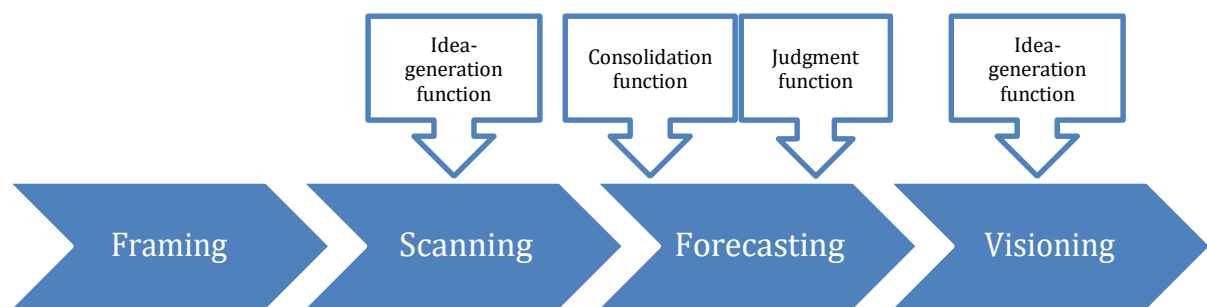 Idea-
generation
function
Consolidation
function
Judgment
function
Idea-
generation
function
Framing
Scanning
Forecasting
Visioning